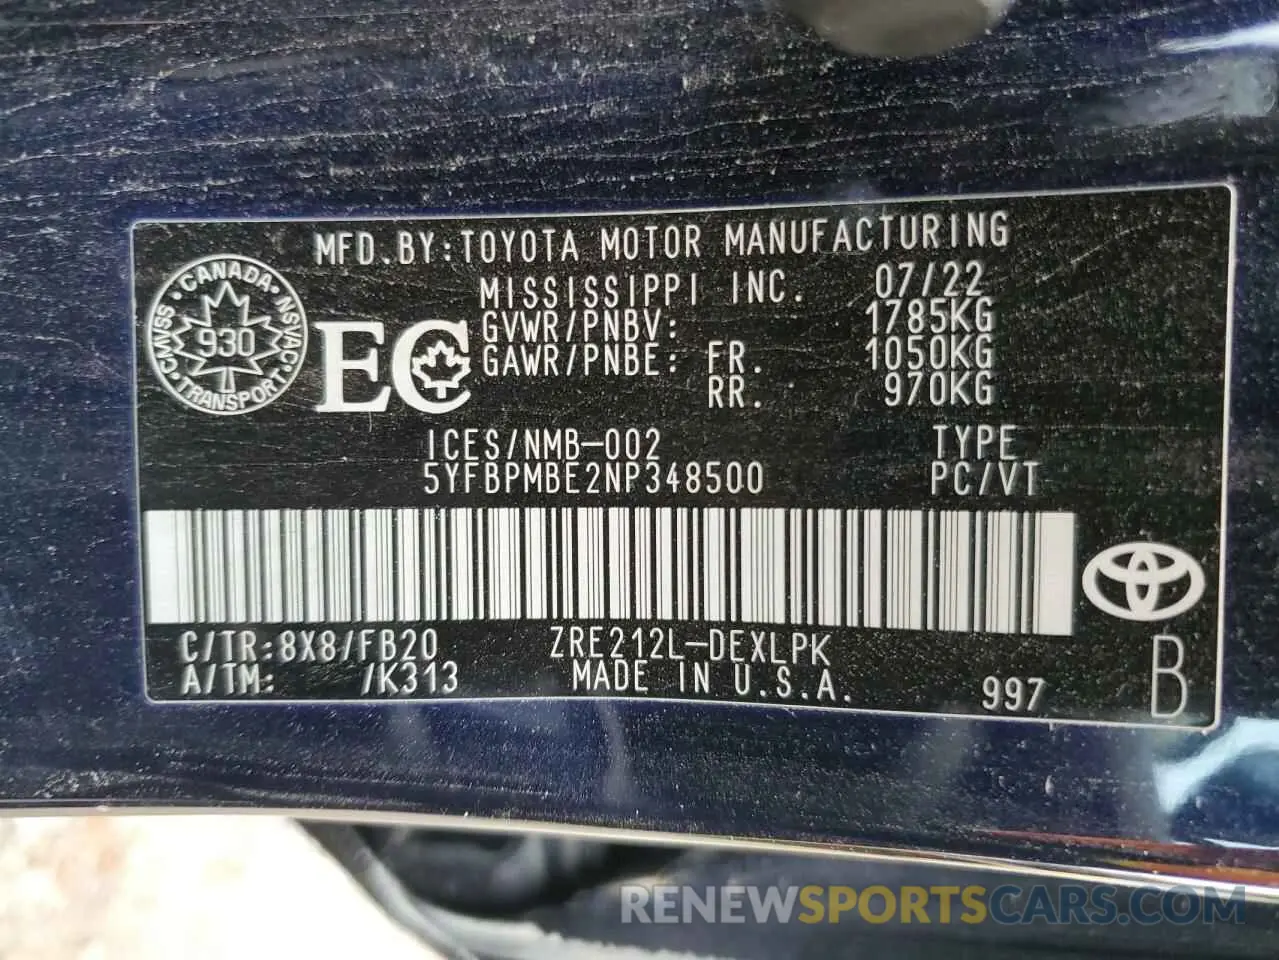 MFD.BY:TOYOTA MOTOR MANUFACTURING
MISSISSIPPI INC. 07/22
GVWR/PNBV: 1785KG
GAWR/PNBE: FR. 1050KG
RR. 970KG
CANADA NSVAC TRANSPORT CMVSS
930
EC
ICES/NMB-002 TYPE
5YFBPMBE2NP348500 PC/VT
C/TR:8X8/FB20 ZRE212L-DEXLPK
A/TM: /K313 MADE IN U.S.A. 997 B
RENEWSPORTSCARS.COM